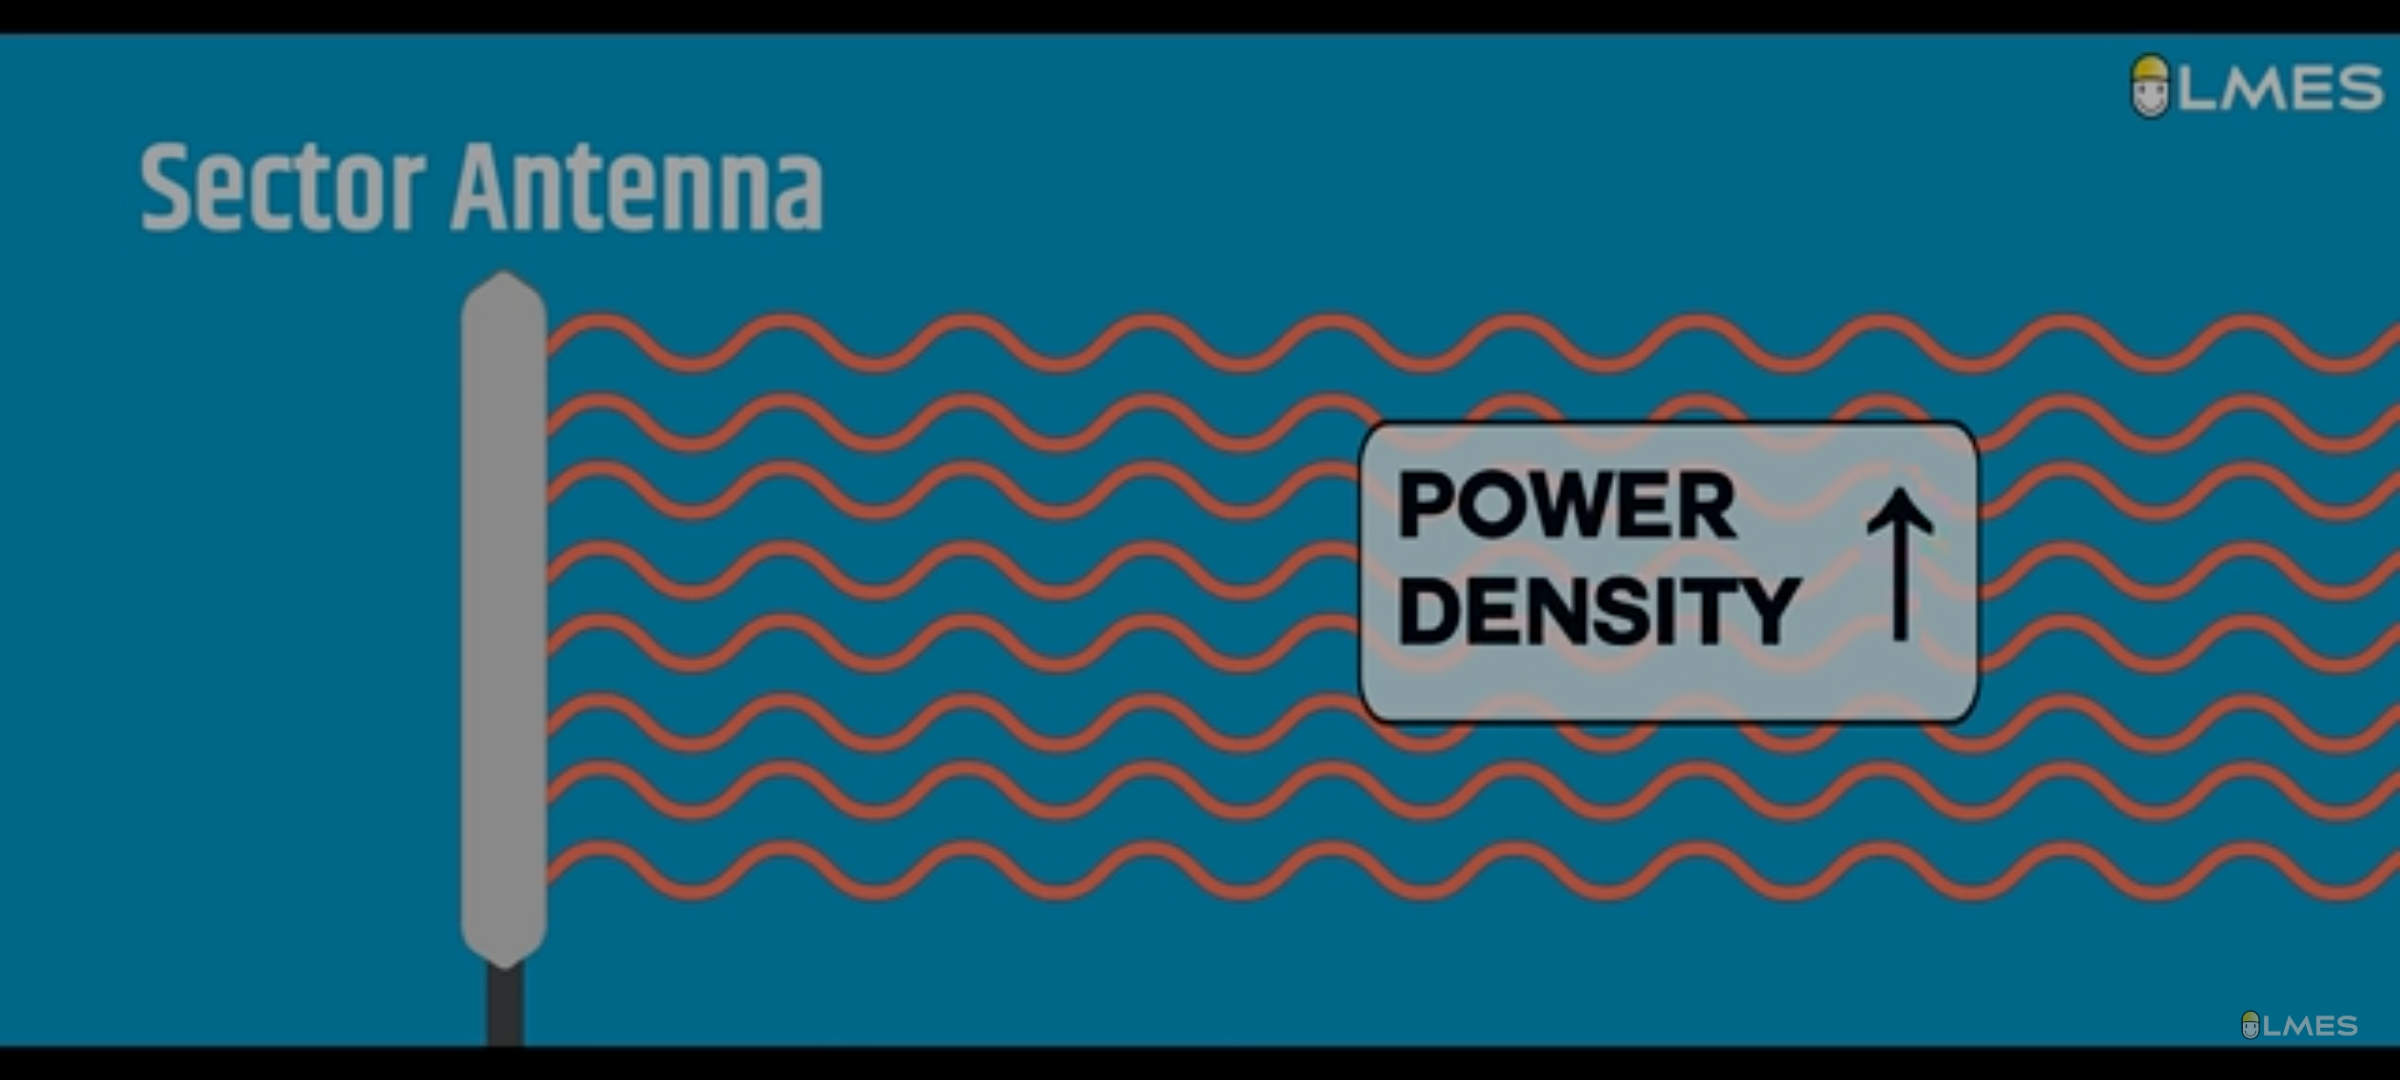 LMES
Sector Antenna
POWER
DENSITY ↑
LMES